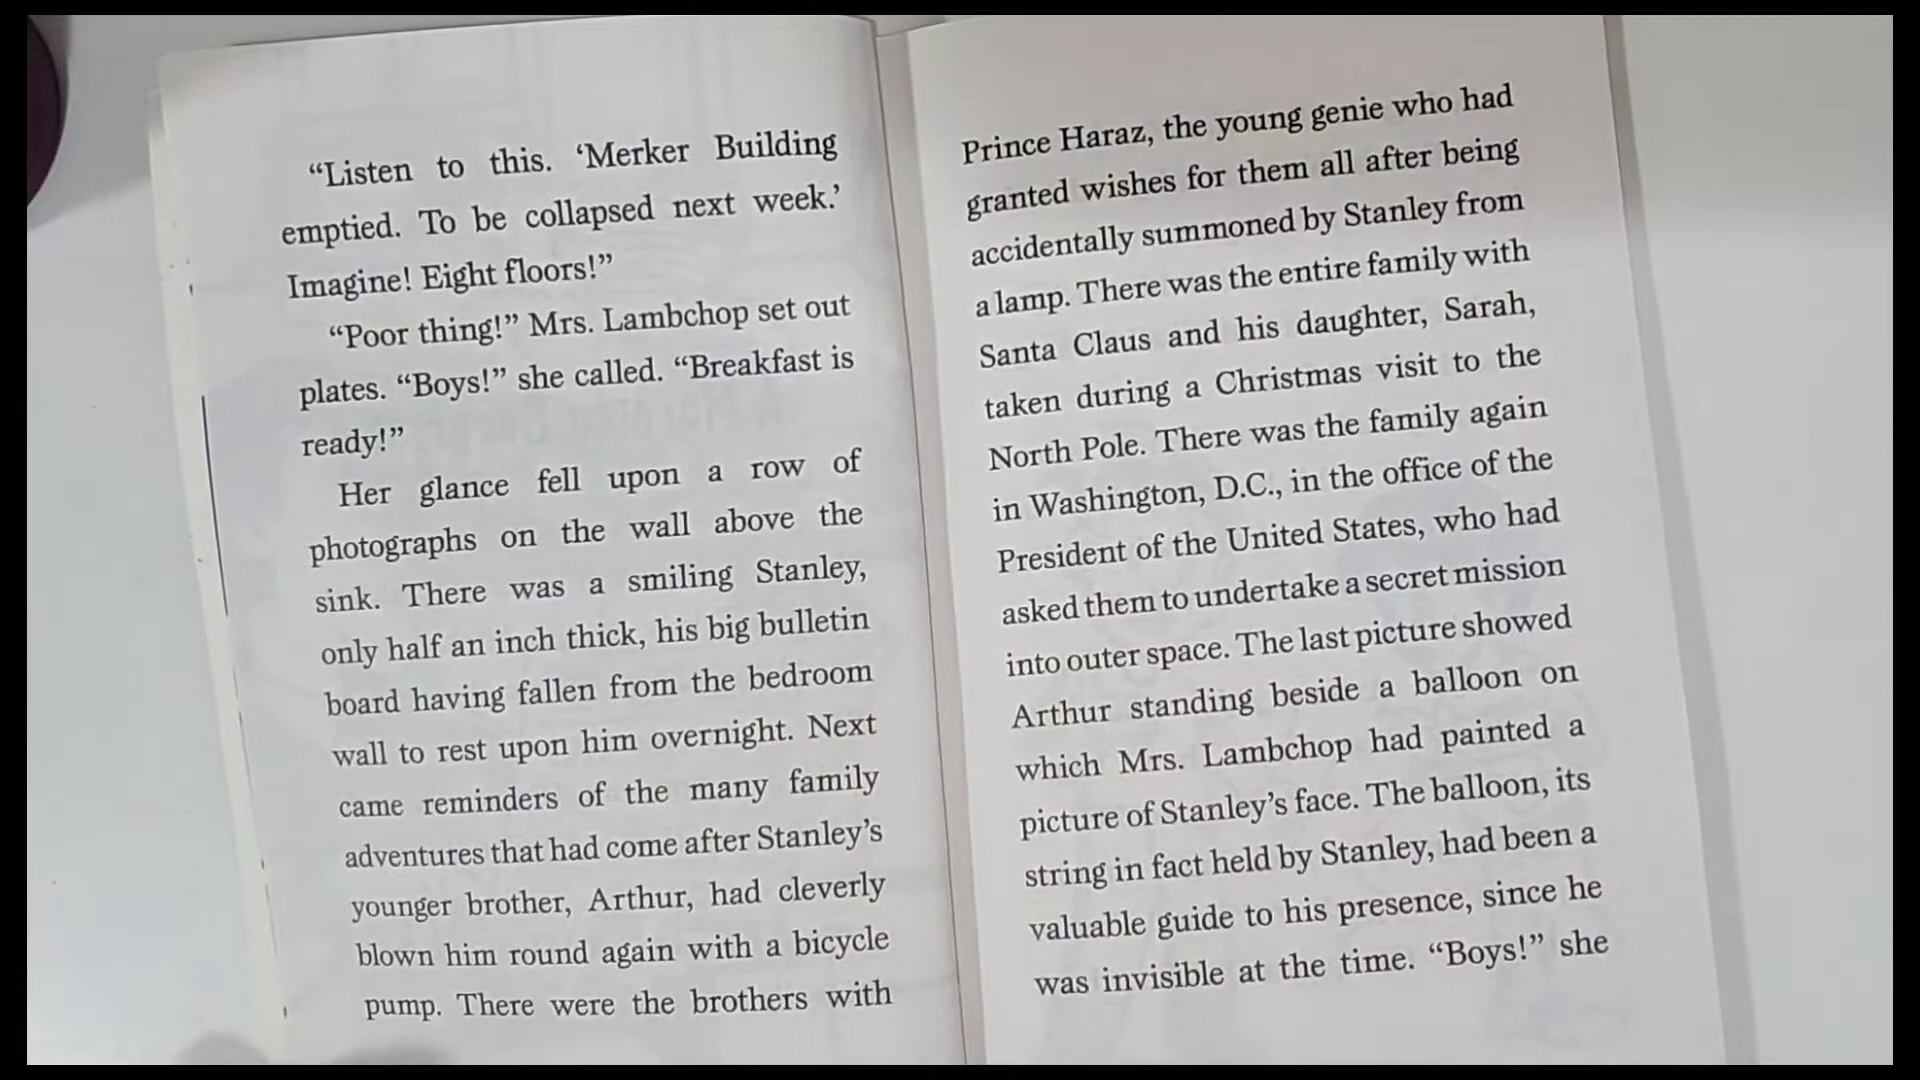 “Listen to this. ‘Merker Building
emptied. To be collapsed next week.’
Imagine! Eight floors!”
“Poor thing!” Mrs. Lambchop set out
plates. “Boys!” she called. “Breakfast is
ready!”
Her glance fell upon a row of
photographs on the wall above the
sink. There was a smiling Stanley,
only half an inch thick, his big bulletin
board having fallen from the bedroom
wall to rest upon him overnight. Next
came reminders of the many family
adventures that had come after Stanley’s
younger brother, Arthur, had cleverly
blown him round again with a bicycle
pump. There were the brothers with
Prince Haraz, the young genie who had
granted wishes for them all after being
accidentally summoned by Stanley from
a lamp. There was the entire family with
Santa Claus and his daughter, Sarah,
taken during a Christmas visit to the
North Pole. There was the family again
in Washington, D.C., in the office of the
President of the United States, who had
asked them to undertake a secret mission
into outer space. The last picture showed
Arthur standing beside a balloon on
which Mrs. Lambchop had painted a
picture of Stanley’s face. The balloon, its
string in fact held by Stanley, had been a
valuable guide to his presence, since he
was invisible at the time. “Boys!” she